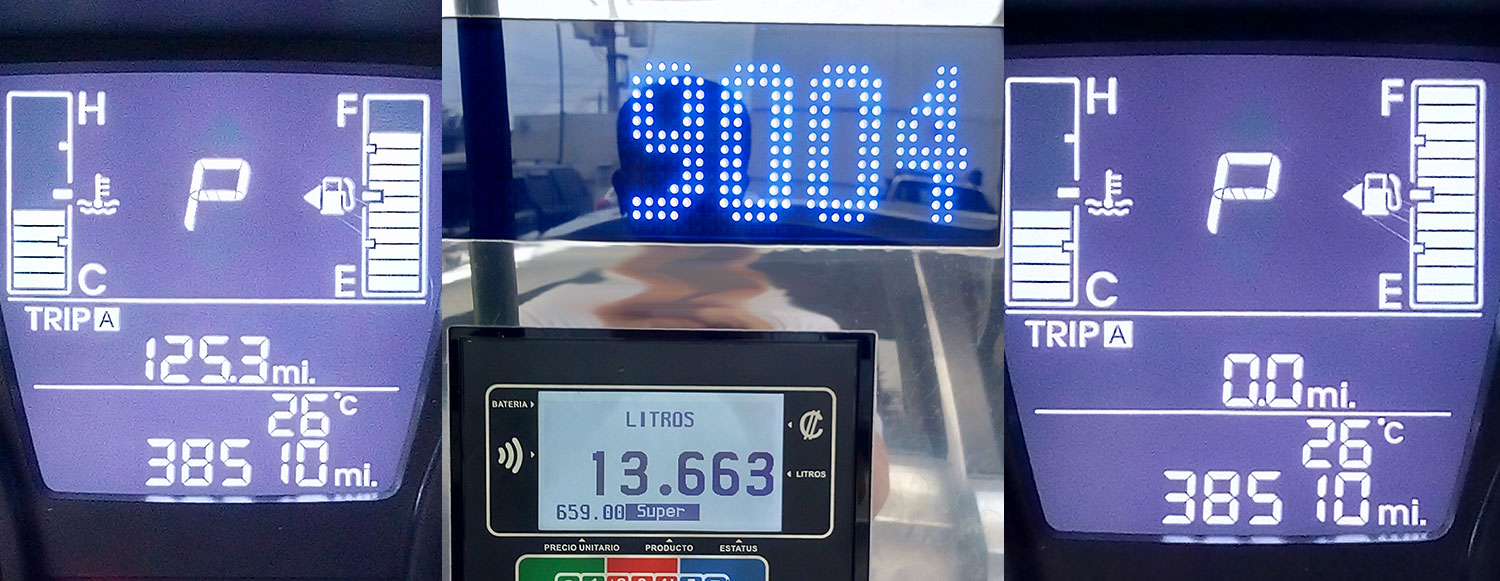 H
F
P
C
E
TRIP A
125.3 mi.
26°C
38510 mi.
9004
BATERIA
LITROS
₡
13.663
LITROS
659.00 Super
PRECIO UNITARIO PRODUCTO ESTATUS
H
F
P
C
E
TRIP A
0.0 mi.
26°C
38510 mi.